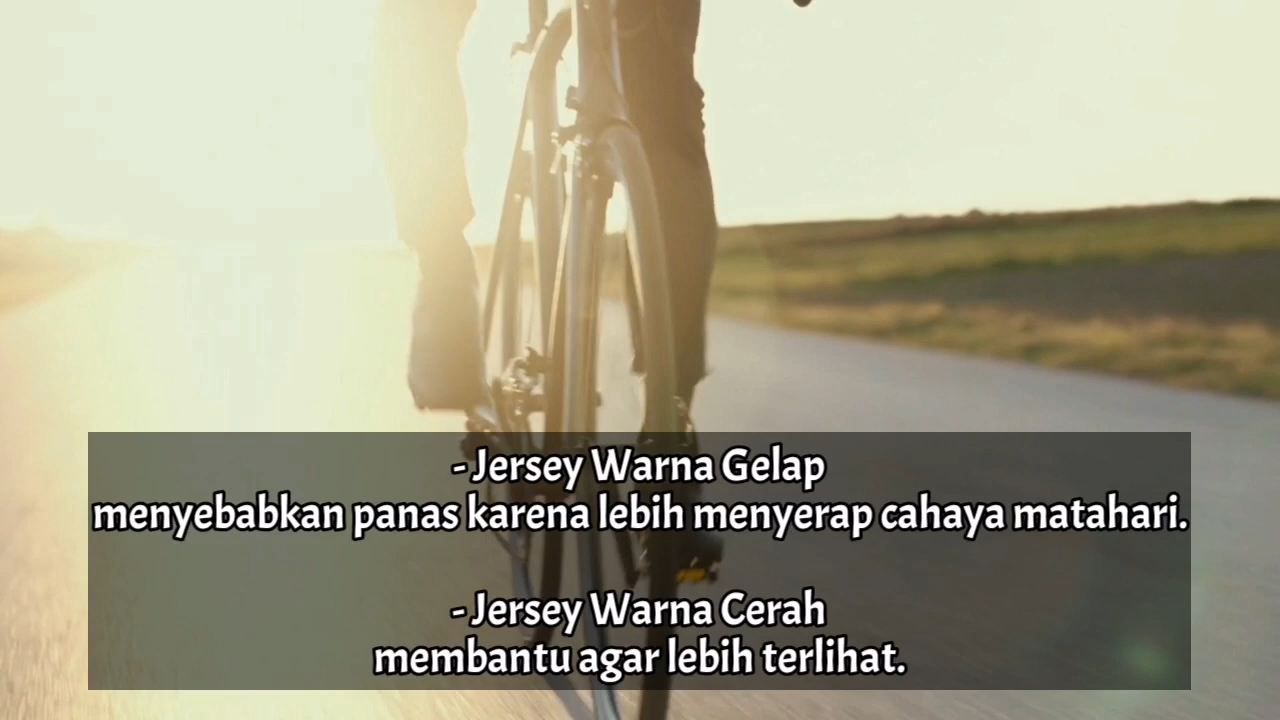 - Jersey Warna Gelap
menyebabkan panas karena lebih menyerap cahaya matahari.
- Jersey Warna Cerah
membantu agar lebih terlihat.